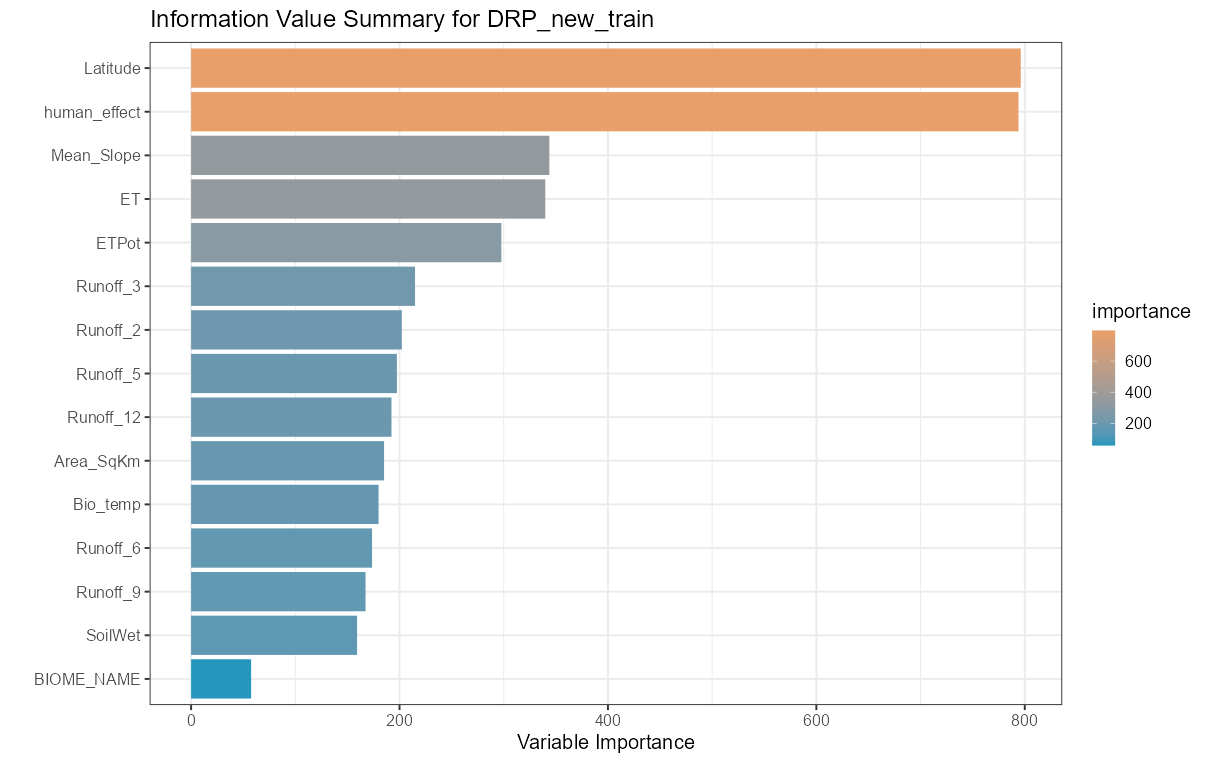 Information Value Summary for DRP_new_train
Latitude
human_effect
Mean_Slope
ET
ETPot
Runoff_3
Runoff_2
Runoff_5
Runoff_12
Area_SqKm
Bio_temp
Runoff_6
Runoff_9
SoilWet
BIOME_NAME
0 200 400 600 800
Variable Importance
importance
600
400
200